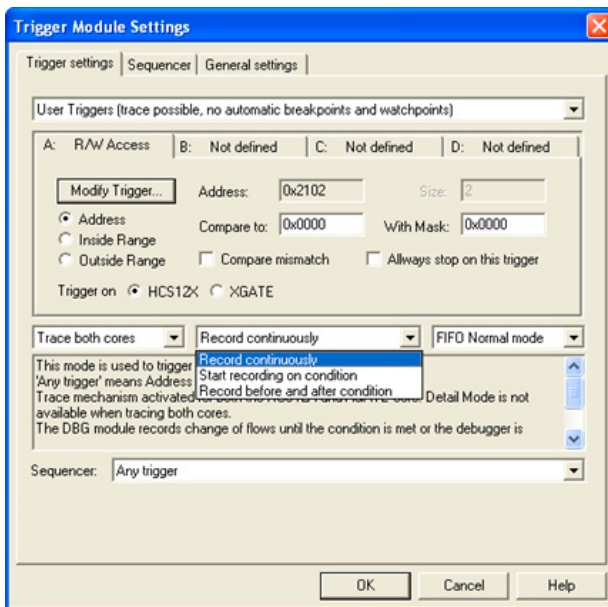 Trigger Module Settings
Trigger settings Sequencer General settings
User Triggers (trace possible, no automatic breakpoints and watchpoints)
A: R/W Access B: Not defined C: Not defined D: Not defined
Modify Trigger... Address: 0x2102 Size: 2
Address Compare to: 0x0000 With Mask: 0x0000
Inside Range
Outside Range Compare mismatch Allways stop on this trigger
Trigger on HCS12X XGATE
Trace both cores Record continuously FIFO Normal mode
Record continuously
Start recording on condition
Record before and after condition
This mode is used to trigger
'Any trigger' means Address
Trace mechanism activated Detail Mode is not
available when tracing both cores.
The DBG module records change of flows until the condition is met or the debugger is
Sequencer: Any trigger
OK Cancel Help